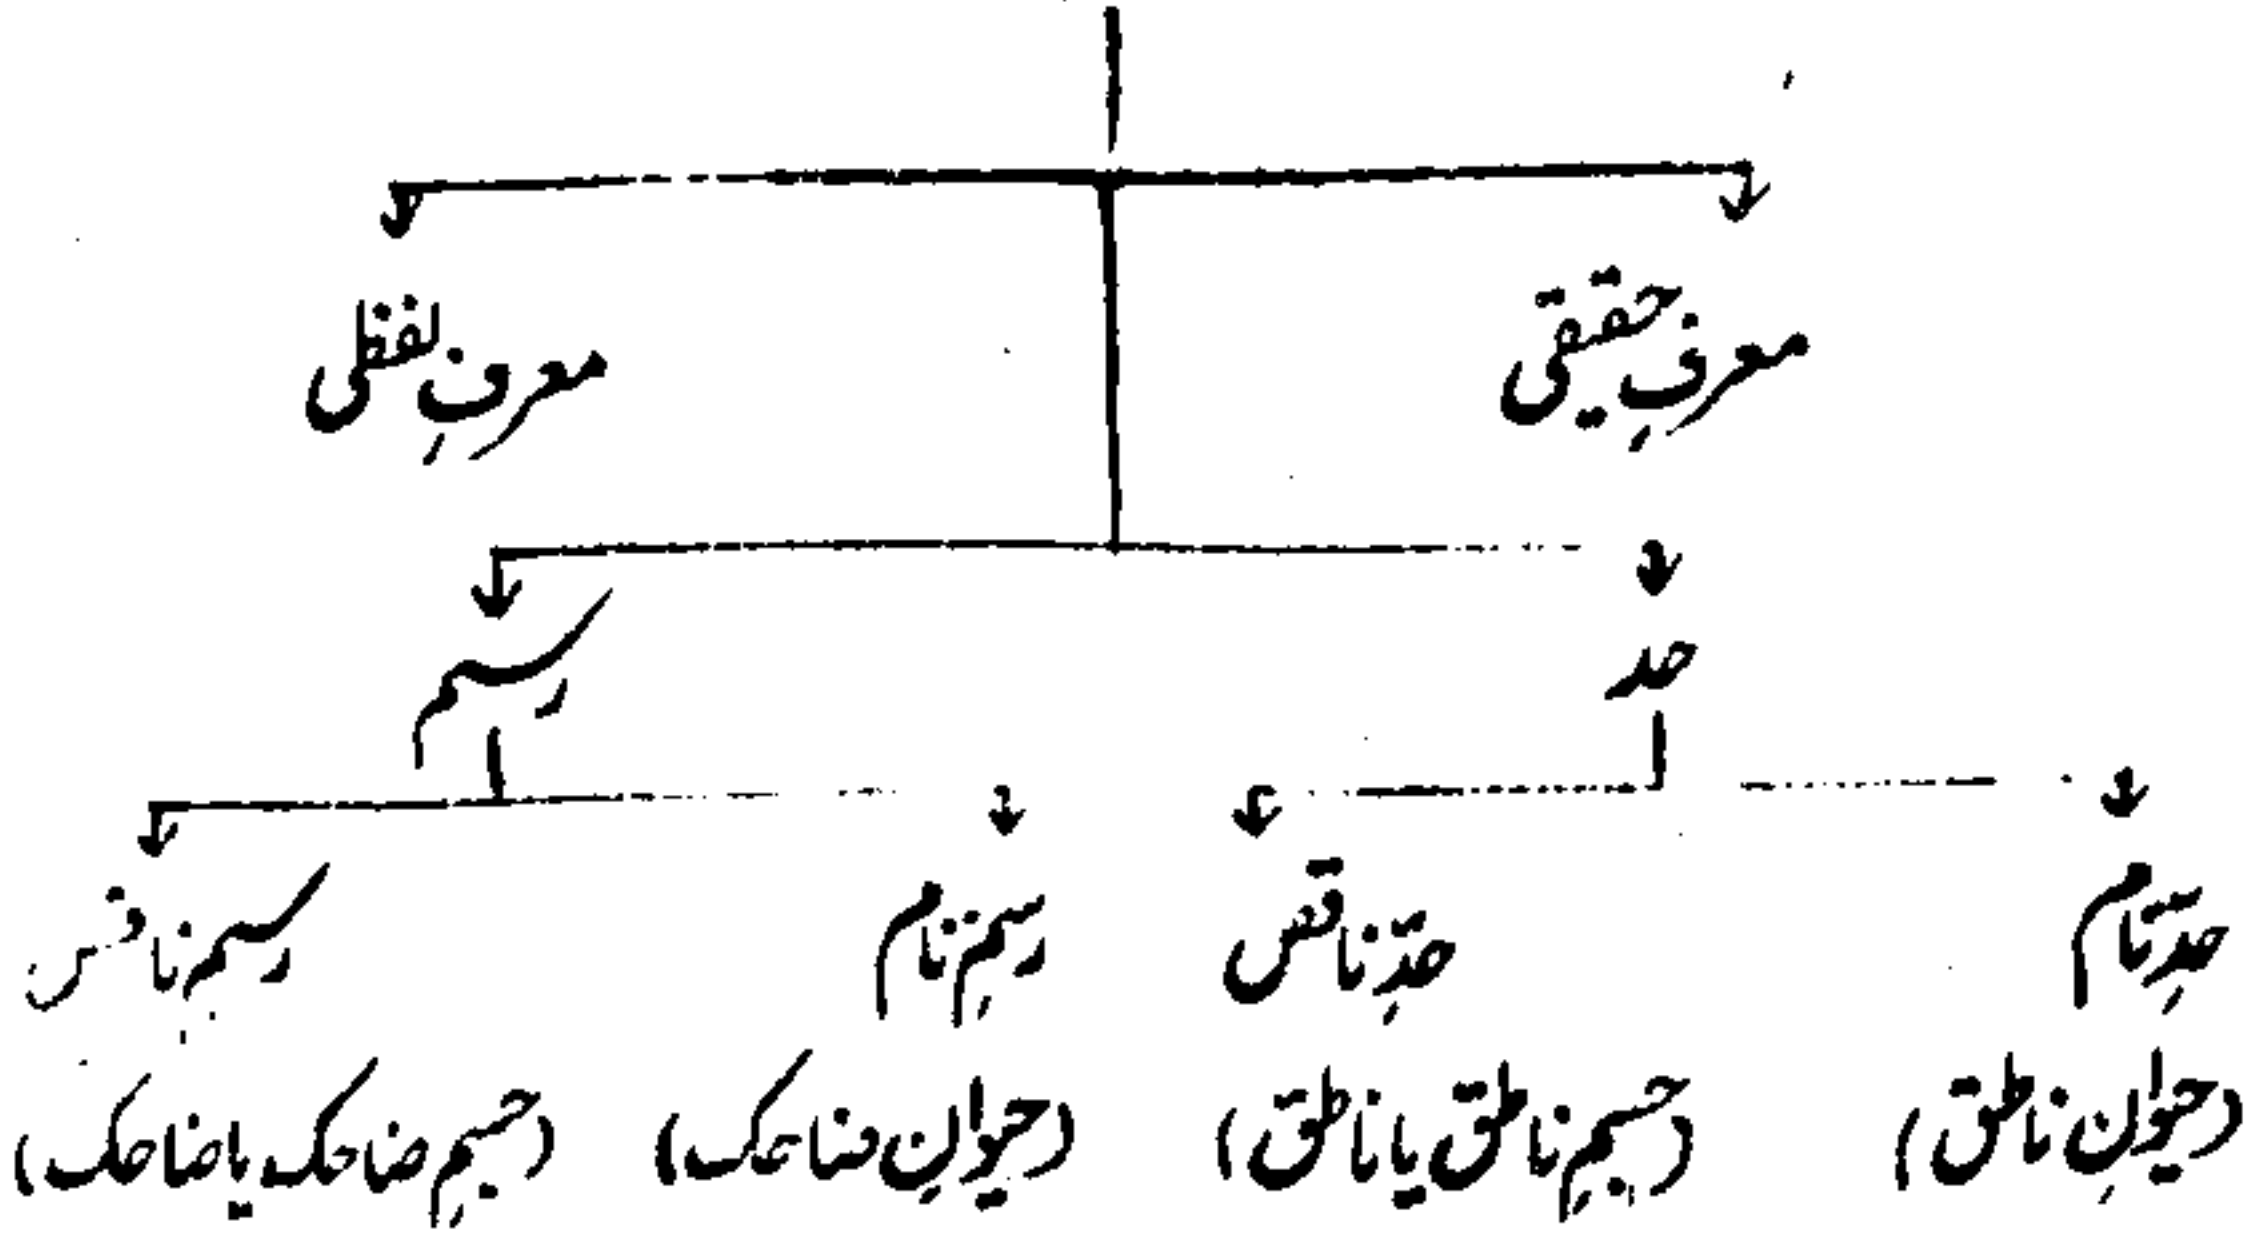 معرفِ حقیقی معرفِ لفظی
حد رسم
حدِّ تام حدِّ ناقص رسمِ تام رسمِ ناقص
(حیوانِ ناطق) (جسمِ ناطق یا ناطق) (حیوانِ ضاحک) (جسمِ ضاحک یا ضاحک)